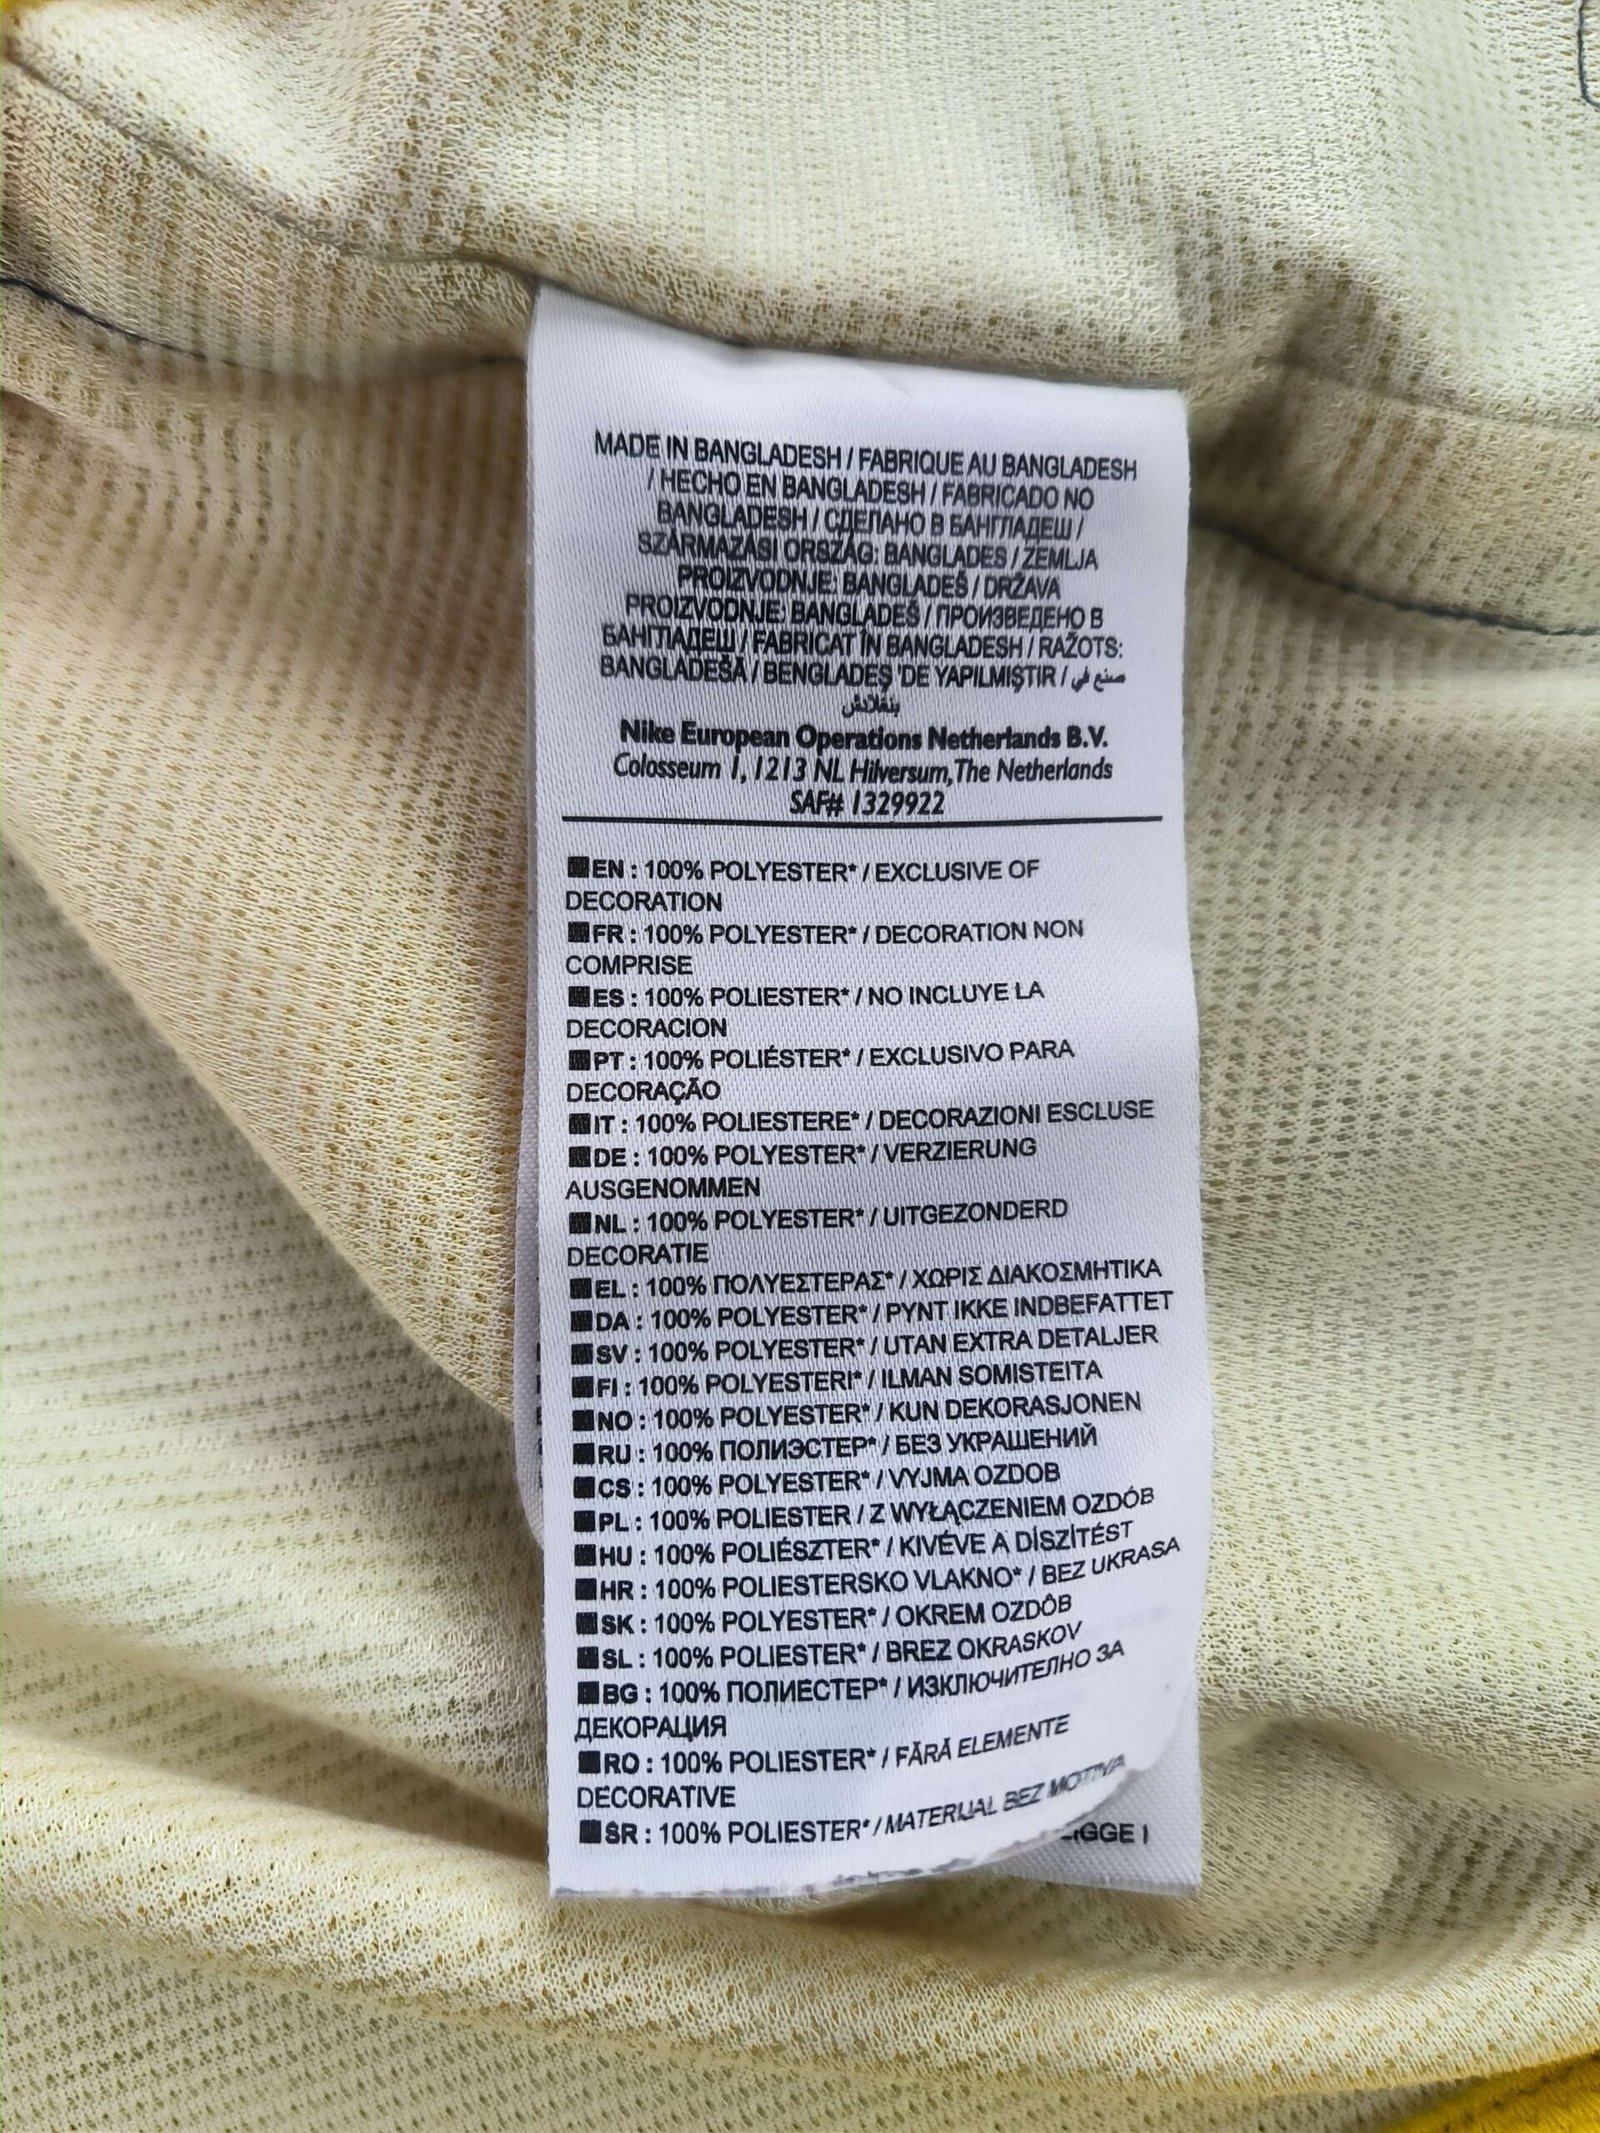 MADE IN BANGLADESH / FABRIQUE AU BANGLADESH
/ HECHO EN BANGLADESH / FABRICADO NO
BANGLADESH / СДЕЛАНО В БАНГЛАДЕШ /
SZÁRMAZÁSI ORSZÁG: BANGLADES / ZEMLJA
PROIZVODNJE: BANGLADEŠ / DRŽAVA
PROIZVODNJE: BANGLADEŠ / ПРОИЗВЕДЕНО В
БАНГЛАДЕШ / FABRICAT ÎN BANGLADESH / RAŽOTS:
BANGLADEŠĀ / BENGLADEŞ 'DE YAPILMIŞTIR / صنع في
بنغلادش
Nike European Operations Netherlands B.V.
Colosseum 1, 1213 NL Hilversum, The Netherlands
SAF# 1329922
EN : 100% POLYESTER* / EXCLUSIVE OF
DECORATION
FR : 100% POLYESTER* / DECORATION NON
COMPRISE
ES : 100% POLIESTER* / NO INCLUYE LA
DECORACION
PT : 100% POLIÉSTER* / EXCLUSIVO PARA
DECORAÇÃO
IT : 100% POLIESTERE* / DECORAZIONI ESCLUSE
DE : 100% POLYESTER* / VERZIERUNG
AUSGENOMMEN
NL : 100% POLYESTER* / UITGEZONDERD
DECORATIE
EL : 100% ΠΟΛΥΕΣΤΕΡΑΣ* / ΧΩΡΙΣ ΔΙΑΚΟΣΜΗΤΙΚΑ
DA : 100% POLYESTER* / PYNT IKKE INDBEFATTET
SV : 100% POLYESTER* / UTAN EXTRA DETALJER
FI : 100% POLYESTERI* / ILMAN SOMISTEITA
NO : 100% POLYESTER* / KUN DEKORASJONEN
RU : 100% ПОЛИЭСТЕР* / БЕЗ УКРАШЕНИЙ
CS : 100% POLYESTER* / VYJMA OZDOB
PL : 100% POLIESTER / Z WYŁĄCZENIEM OZDÓB
HU : 100% POLIÉSZTER* / KIVÉVE A DÍSZÍTÉST
HR : 100% POLIESTERSKO VLAKNO* / BEZ UKRASA
SK : 100% POLYESTER* / OKREM OZDÔB
SL : 100% POLIESTER* / BREZ OKRASKOV
BG : 100% ПОЛИЕСТЕР* / ИЗКЛЮЧИТЕЛНО ЗА
ДЕКОРАЦИЯ
RO : 100% POLIESTER* / FĂRĂ ELEMENTE
DECORATIVE
SR : 100% POLIESTER* / MATERIJAL BEZ MOTIVA